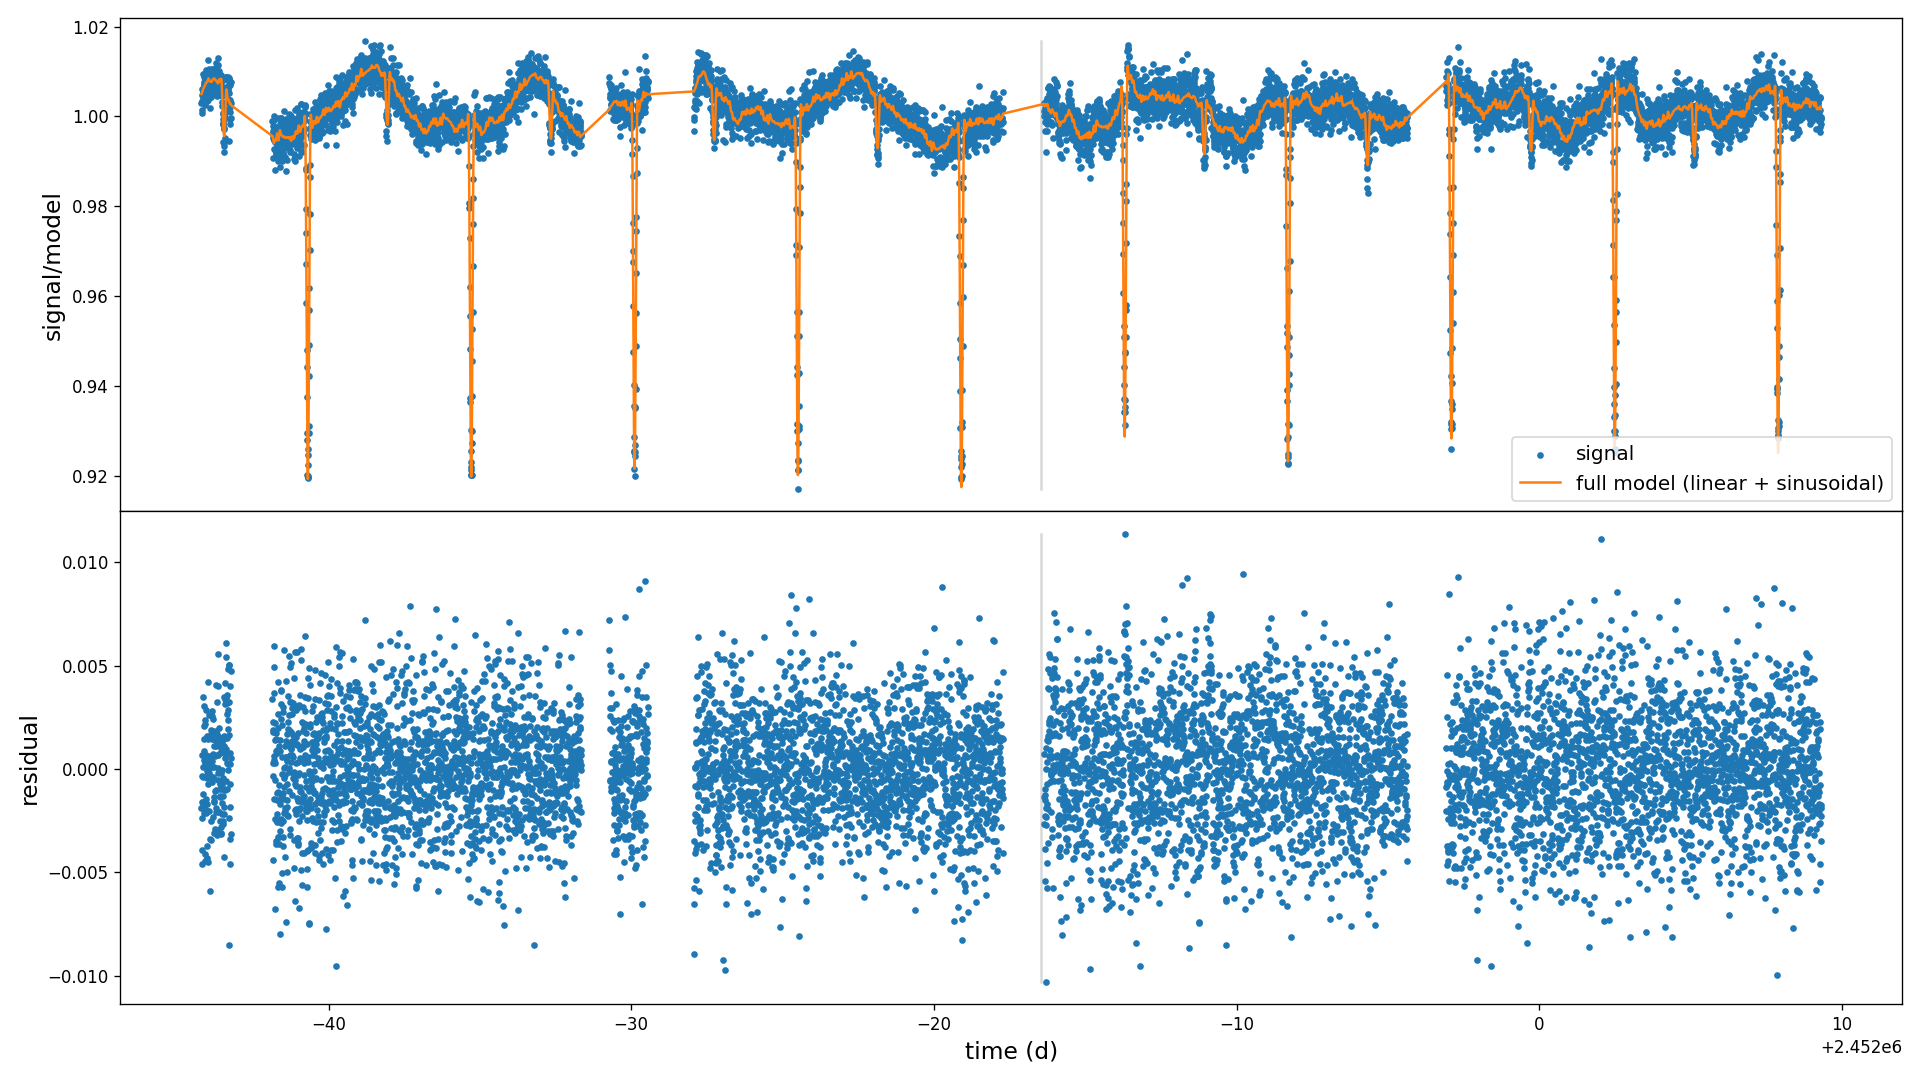 1.02
1.00
0.98
0.96
0.94
0.92
signal/model
signal
full model (linear + sinusoidal)
0.010
0.005
0.000
−0.005
−0.010
residual
−40
−30
−20
−10
0
10
+2.452e6
time (d)